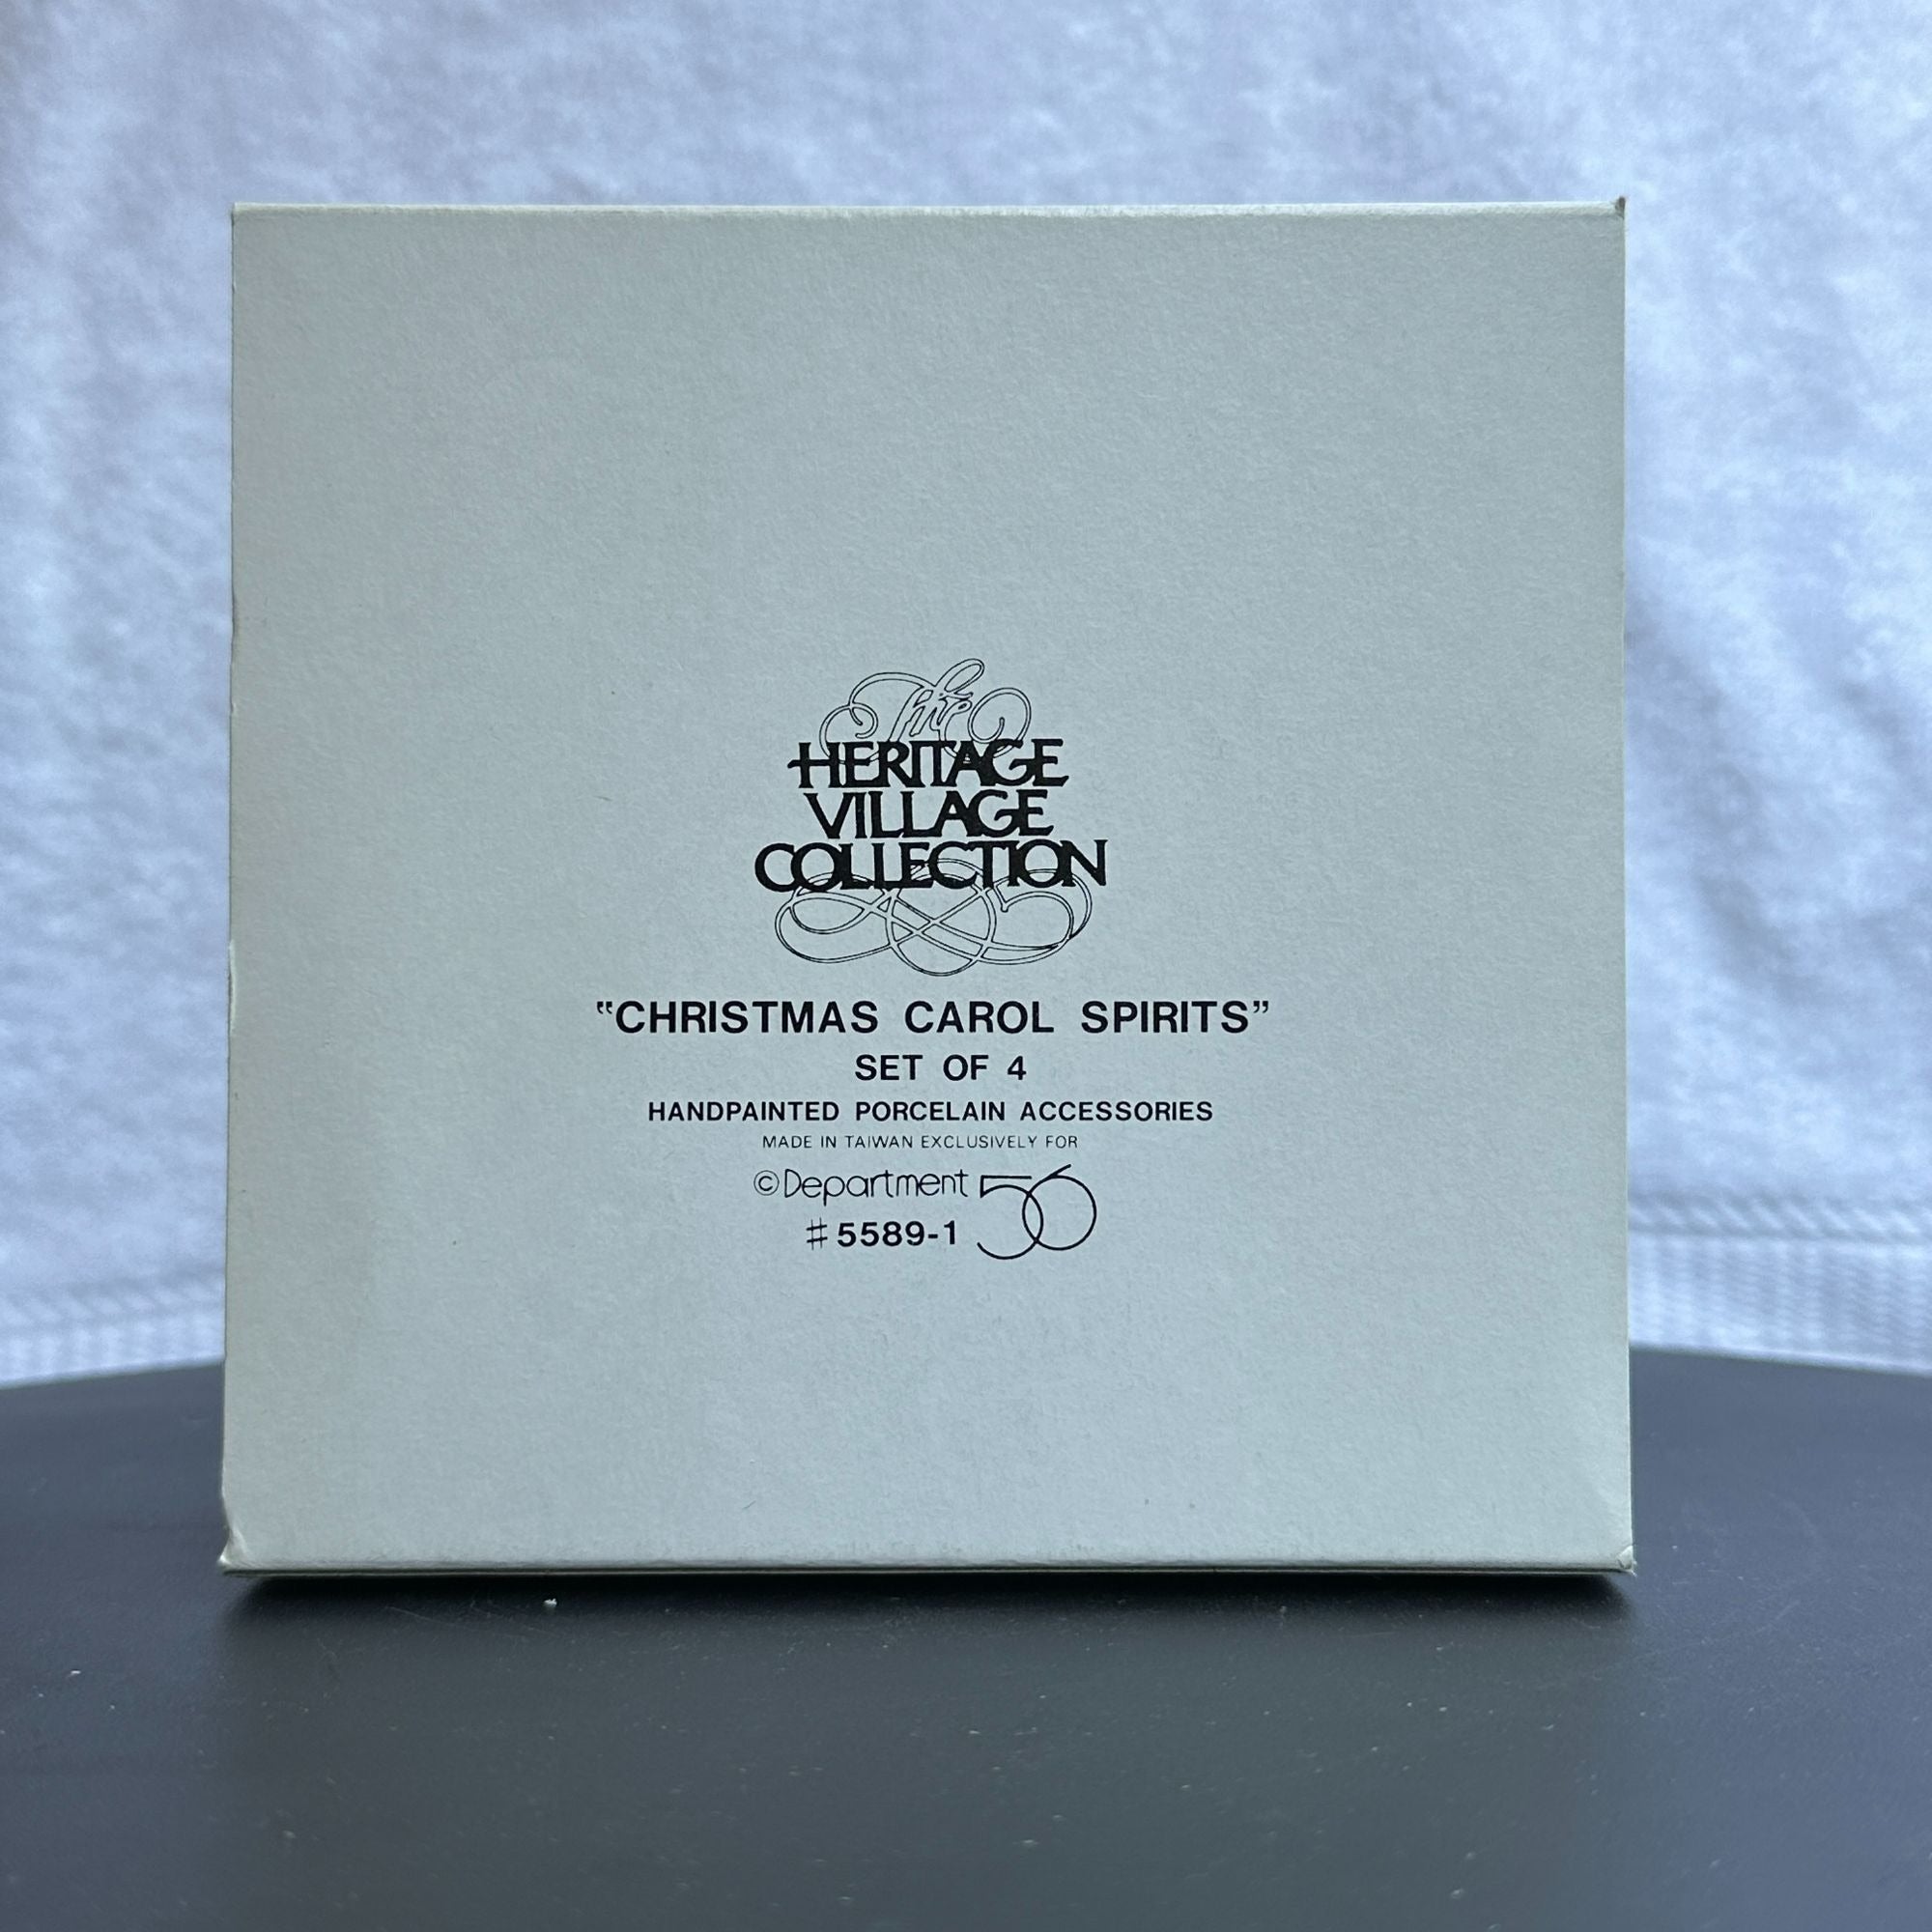 The
HERITAGE
VILLAGE
COLLECTION
"CHRISTMAS CAROL SPIRITS"
SET OF 4
HANDPAINTED PORCELAIN ACCESSORIES
MADE IN TAIWAN EXCLUSIVELY FOR
©Department 56
#5589-1